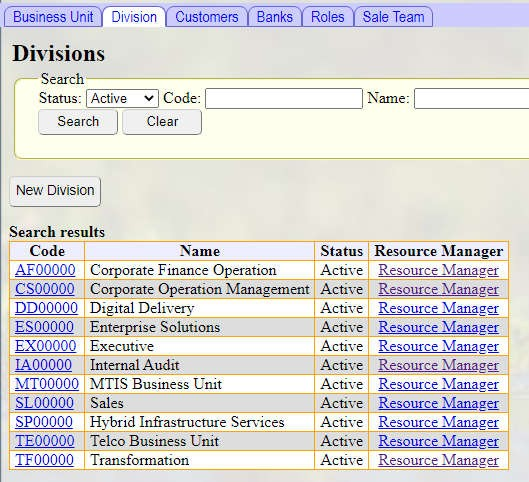 Business Unit Division Customers Banks Roles Sale Team
Divisions
Search
Status: Active Code: Name:
Search Clear
New Division
Search results
Code Name Status Resource Manager
AF00000 Corporate Finance Operation Active Resource Manager
CS00000 Corporate Operation Management Active Resource Manager
DD00000 Digital Delivery Active Resource Manager
ES00000 Enterprise Solutions Active Resource Manager
EX00000 Executive Active Resource Manager
IA00000 Internal Audit Active Resource Manager
MT00000 MTIS Business Unit Active Resource Manager
SL00000 Sales Active Resource Manager
SP00000 Hybrid Infrastructure Services Active Resource Manager
TE00000 Telco Business Unit Active Resource Manager
TF00000 Transformation Active Resource Manager